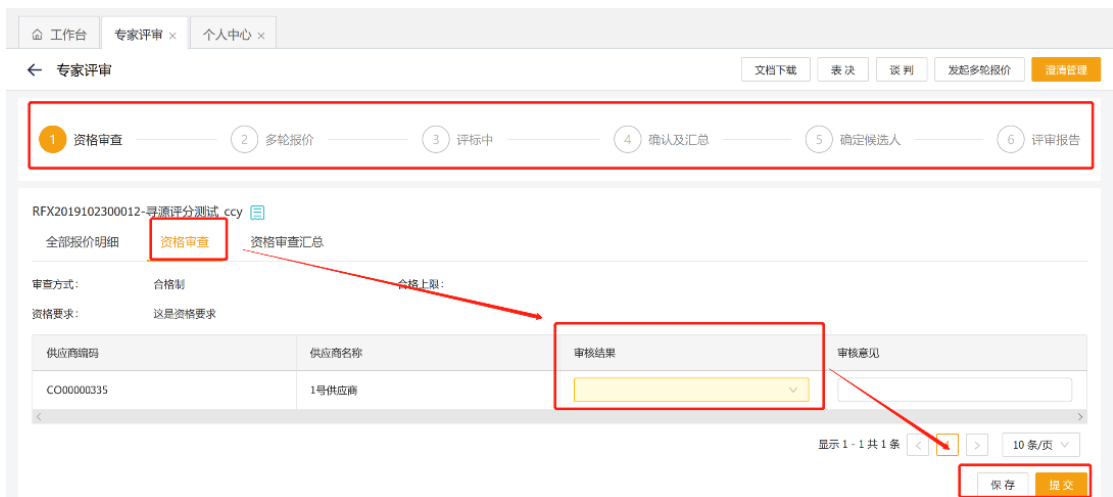 工作台 专家评审 × 个人中心 ×
← 专家评审 文档下载 表决 谈判 发起多轮报价 澄清管理
1 资格审查 2 多轮报价 3 评标中 4 确认及汇总 5 确定候选人 6 评审报告
RFX2019102300012-寻源评分测试_ccy
全部报价明细 资格审查 资格审查汇总
审查方式: 合格制 合格上限:
资格要求: 这是资格要求
供应商编码 供应商名称 审核结果 审核意见
CO00000335 1号供应商
显示 1 - 1 共 1 条 < 1 > 10 条/页
保存 提交